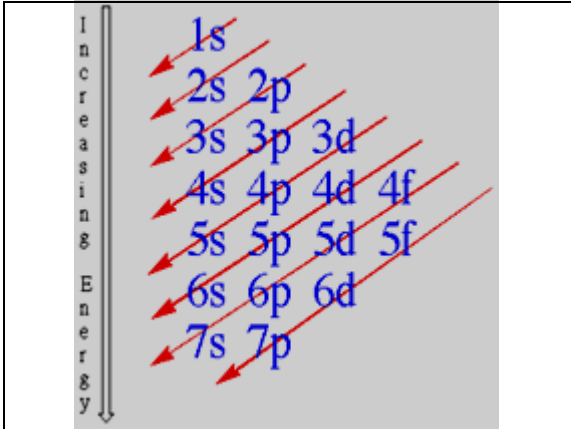 Increasing Energy
1s
2s 2p
3s 3p 3d
4s 4p 4d 4f
5s 5p 5d 5f
6s 6p 6d
7s 7p